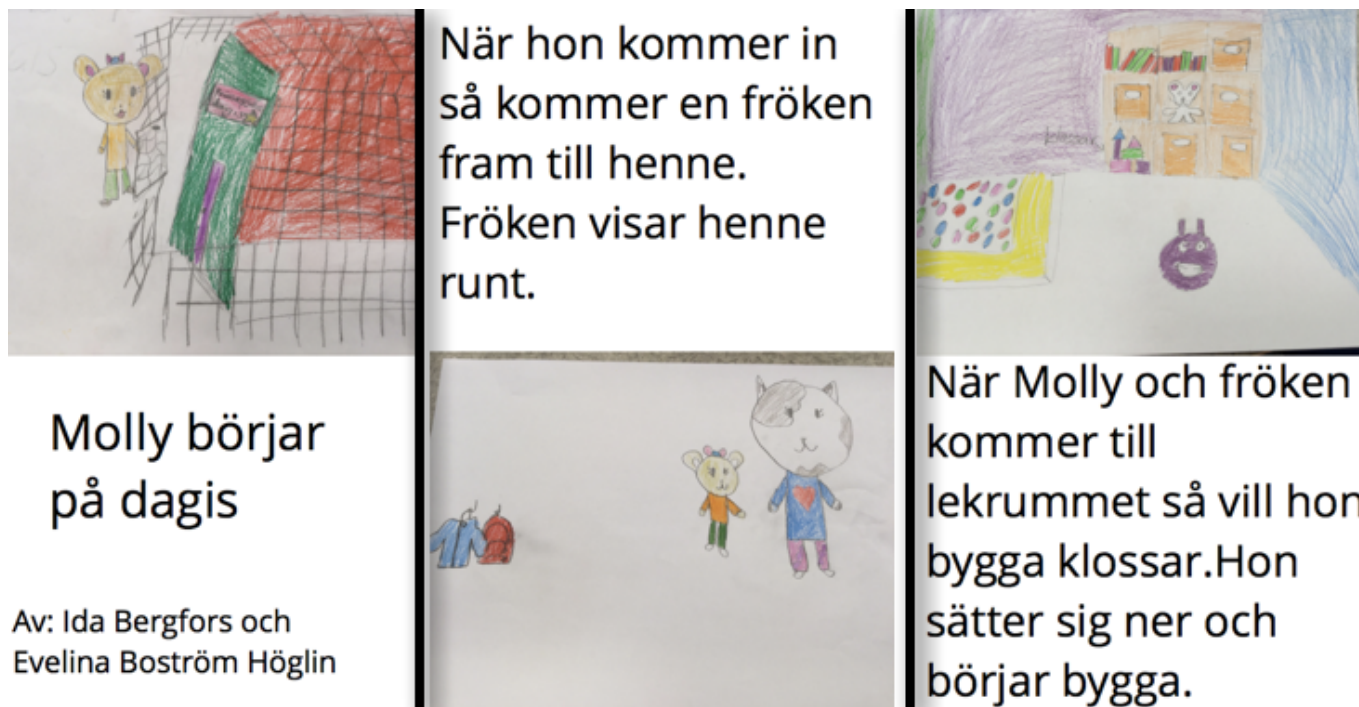 Molly börjar
på dagis
Av: Ida Bergfors och
Evelina Boström Höglin
När hon kommer in
så kommer en fröken
fram till henne.
Fröken visar henne
runt.
När Molly och fröken
kommer till
lekrummet så vill hon
bygga klossar.Hon
sätter sig ner och
börjar bygga.